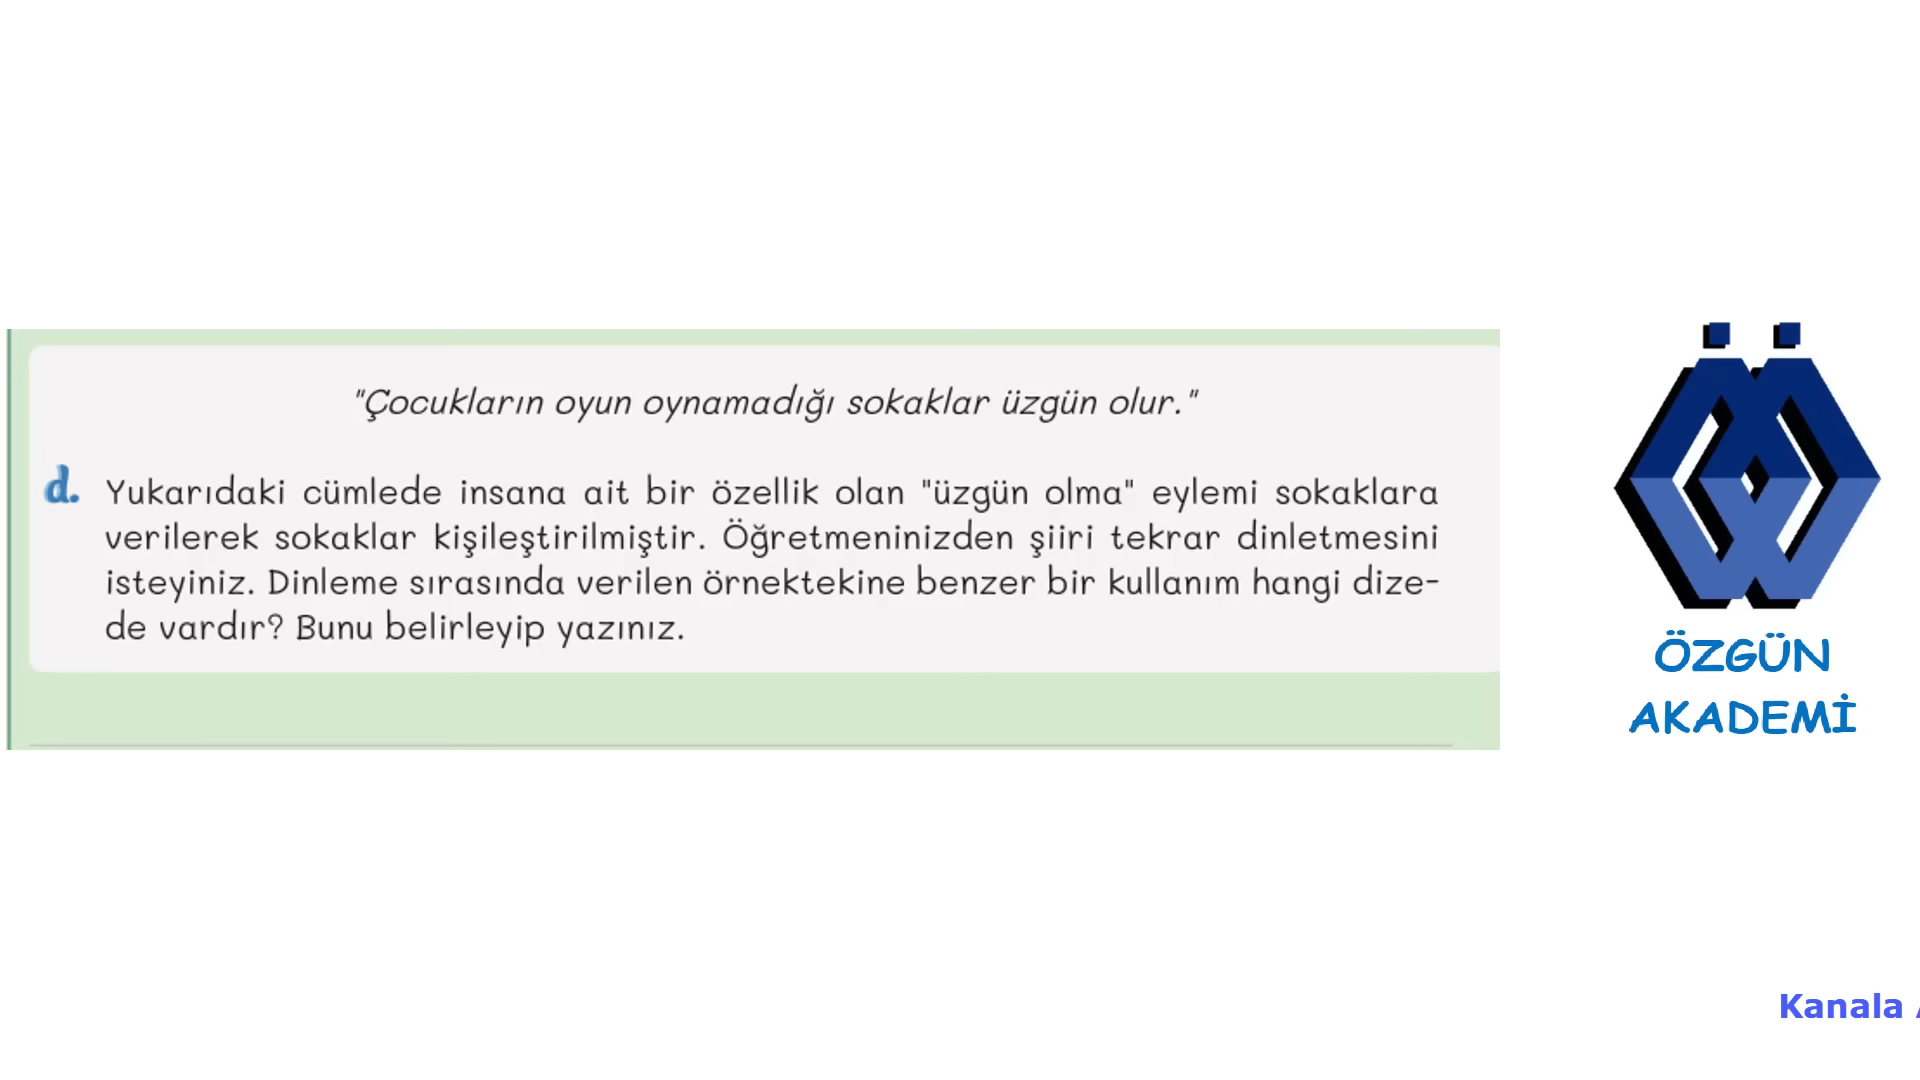 "Çocukların oyun oynamadığı sokaklar üzgün olur."
d. Yukarıdaki cümlede insana ait bir özellik olan "üzgün olma" eylemi sokaklara
verilerek sokaklar kişileştirilmiştir. Öğretmeninizden şiiri tekrar dinletmesini
isteyiniz. Dinleme sırasında verilen örnektekine benzer bir kullanım hangi dize-
de vardır? Bunu belirleyip yazınız.
ÖZGÜN
AKADEMİ
Kanala